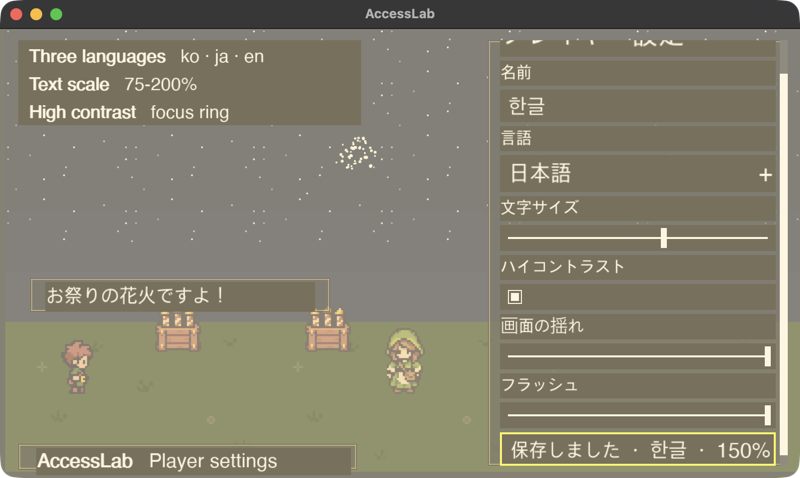 AccessLab
Three languages ko · ja · en
Text scale 75-200%
High contrast focus ring
名前
한글
言語
日本語 +
文字サイズ
ハイコントラスト
お祭りの花火ですよ！
画面の揺れ
フラッシュ
保存しました · 한글 · 150%
AccessLab Player settings